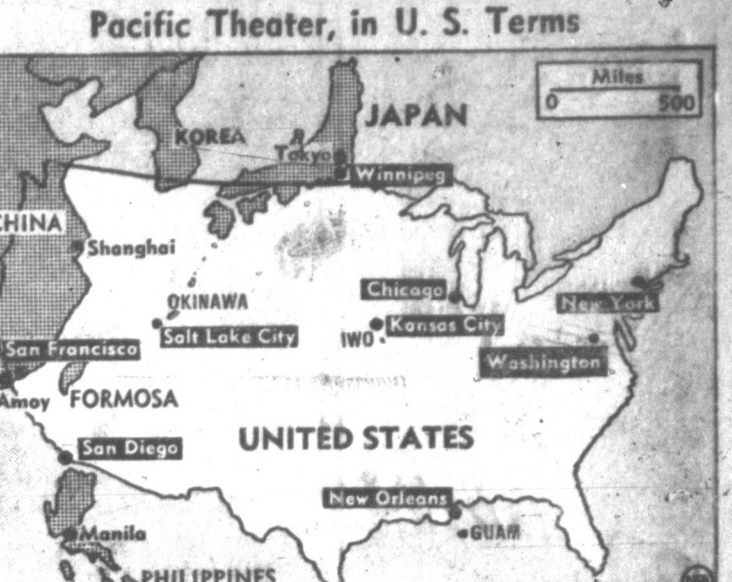 Pacific Theater, in U. S. Terms
Miles
0 500
JAPAN
KOREA
Tokyo
Winnipeg
CHINA
Shanghai
Chicago
New York
OKINAWA
Salt Lake City
IWO
Kansas City
San Francisco
Washington
Amoy
FORMOSA
UNITED STATES
San Diego
New Orleans
Manila
GUAM
PHILIPPINES